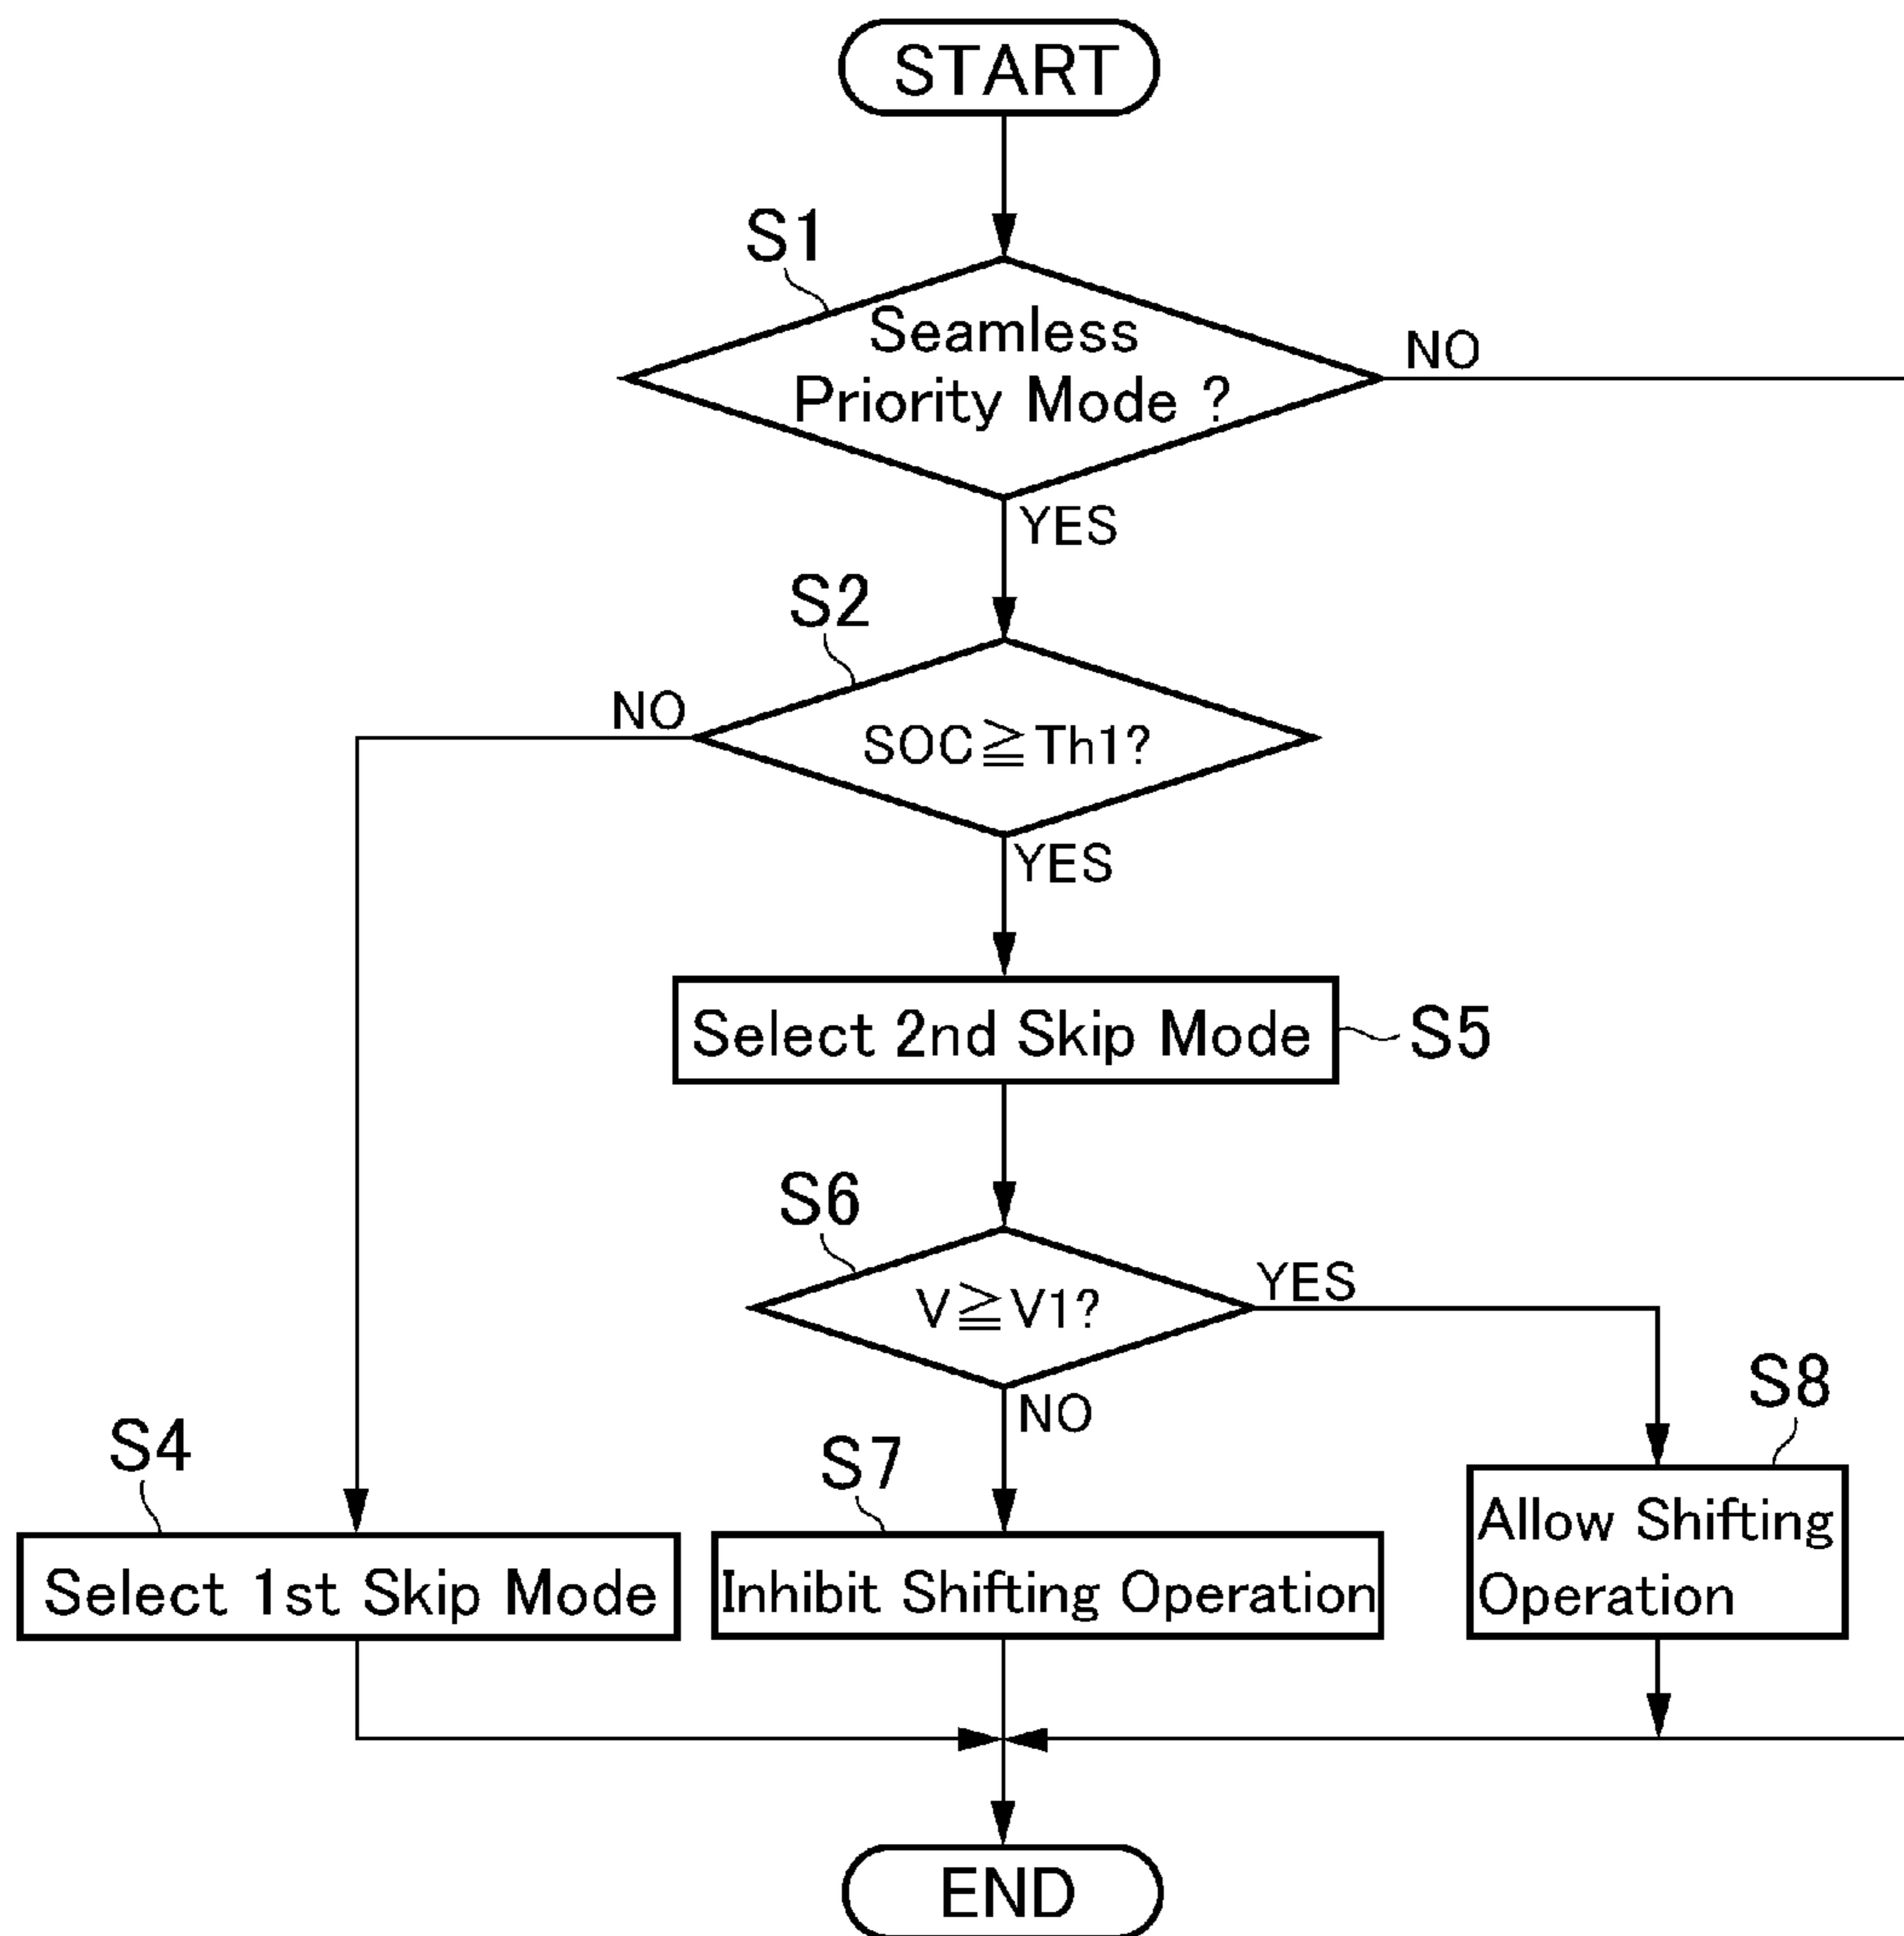 START
S1
Seamless
Priority Mode ?
NO
YES
S2
NO
SOC≧Th1?
YES
Select 2nd Skip Mode
S5
S6
V≧V1?
YES
NO
S8
S4
S7
Allow Shifting
Operation
Select 1st Skip Mode
Inhibit Shifting Operation
END